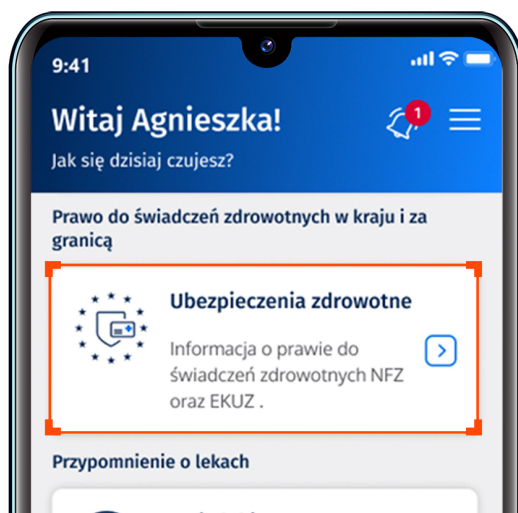 9:41
Witaj Agnieszka!
1
Jak się dzisiaj czujesz?
Prawo do świadczeń zdrowotnych w kraju i za
granicą
Ubezpieczenia zdrowotne
Informacja o prawie do
świadczeń zdrowotnych NFZ
oraz EKUZ .
Przypomnienie o lekach